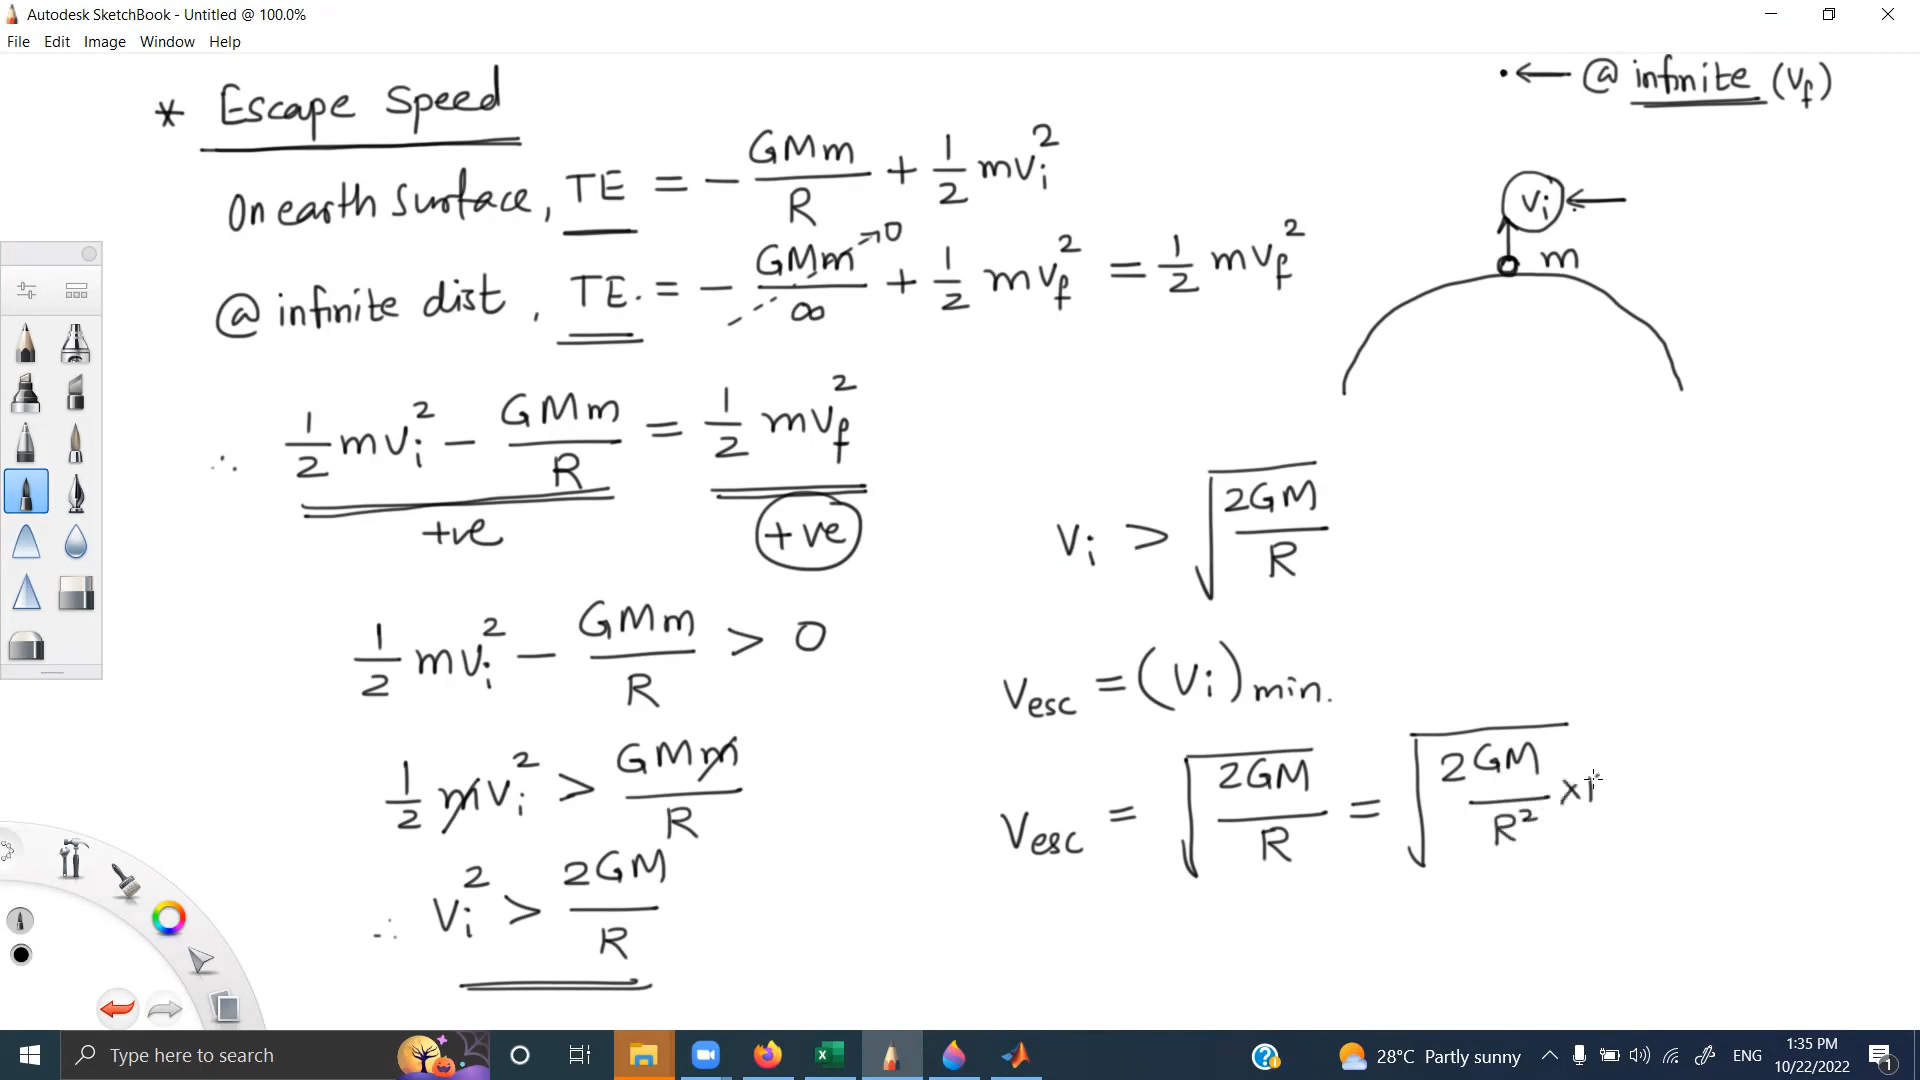 Autodesk SketchBook - Untitled @ 100.0%
File Edit Image Window Help
* Escape Speed
• ← @ infinite (Vf)
On earth surface, TE = - GMm/R + 1/2 mvi²
Vi ←
m
@ infinite dist, TE. = - GMm/∞ →0 + 1/2 mvf² = 1/2 mvf²
∴ 1/2 mvi² - GMm/R = 1/2 mvf²
+ve +ve
1/2 mvi² - GMm/R > 0
1/2 mvi² > GMm/R
∴ Vi² > 2GM/R
Vi > √(2GM/R)
Vesc = (Vi)min.
Vesc = √(2GM/R) = √(2GM/R² ×
Type here to search
28°C Partly sunny
ENG
1:35 PM
10/22/2022
1